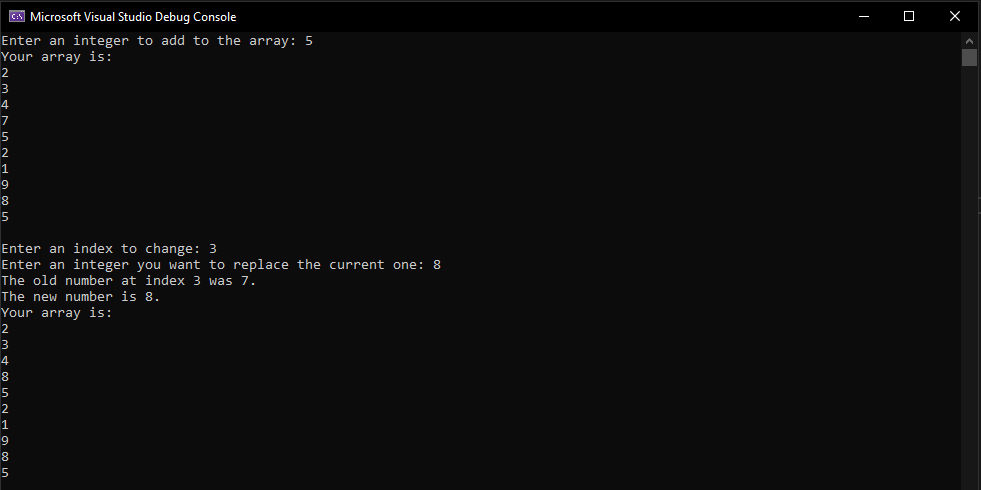 Microsoft Visual Studio Debug Console
Enter an integer to add to the array: 5
Your array is:
2
3
4
7
5
2
1
9
8
5
Enter an index to change: 3
Enter an integer you want to replace the current one: 8
The old number at index 3 was 7.
The new number is 8.
Your array is:
2
3
4
8
5
2
1
9
8
5